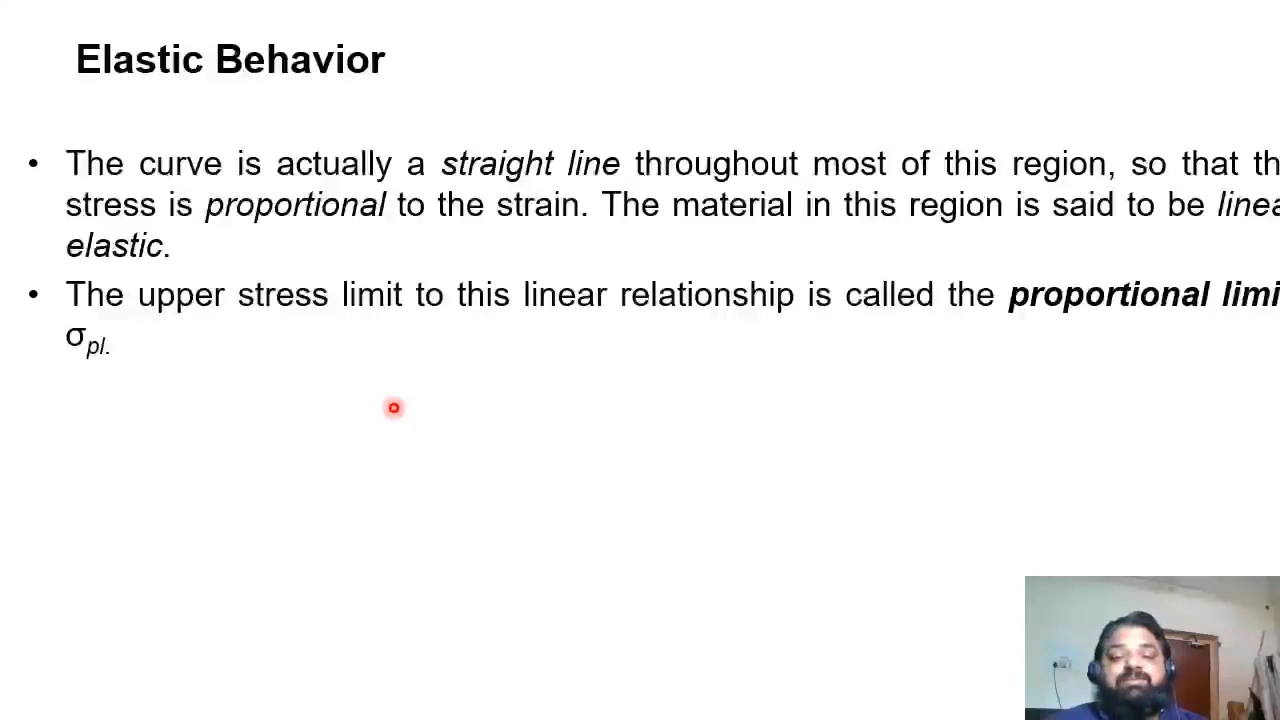 Elastic Behavior
• The curve is actually a straight line throughout most of this region, so that th
stress is proportional to the strain. The material in this region is said to be linea
elastic.
• The upper stress limit to this linear relationship is called the proportional limi
σpl.